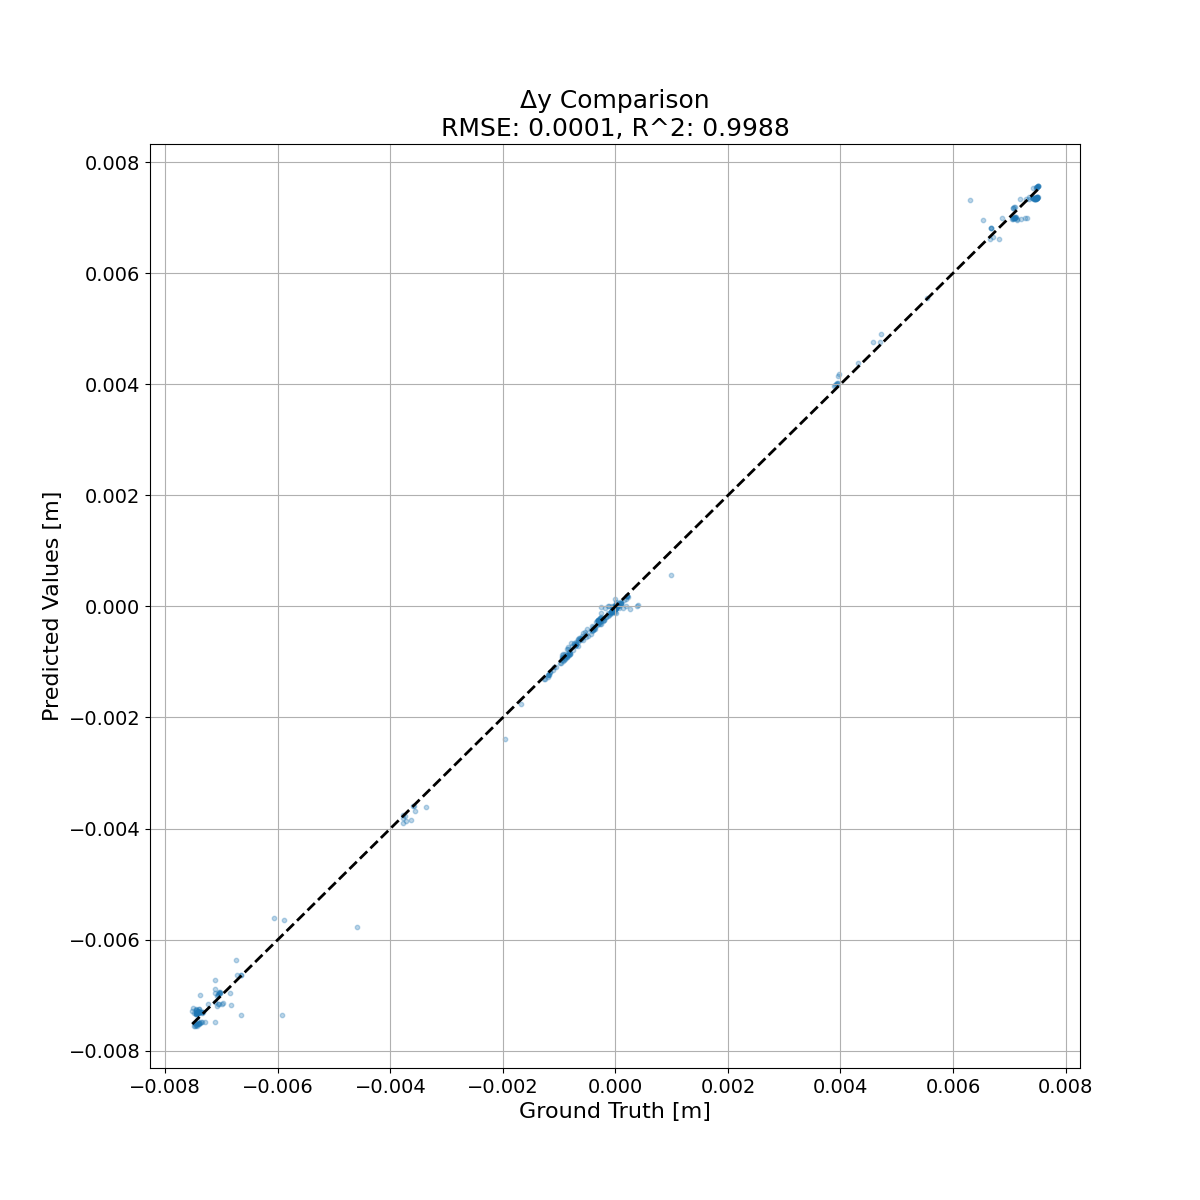 Δy Comparison
RMSE: 0.0001, R^2: 0.9988
0.008
0.006
0.004
0.002
0.000
−0.002
−0.004
−0.006
−0.008
Predicted Values [m]
−0.008 −0.006 −0.004 −0.002 0.000 0.002 0.004 0.006 0.008
Ground Truth [m]